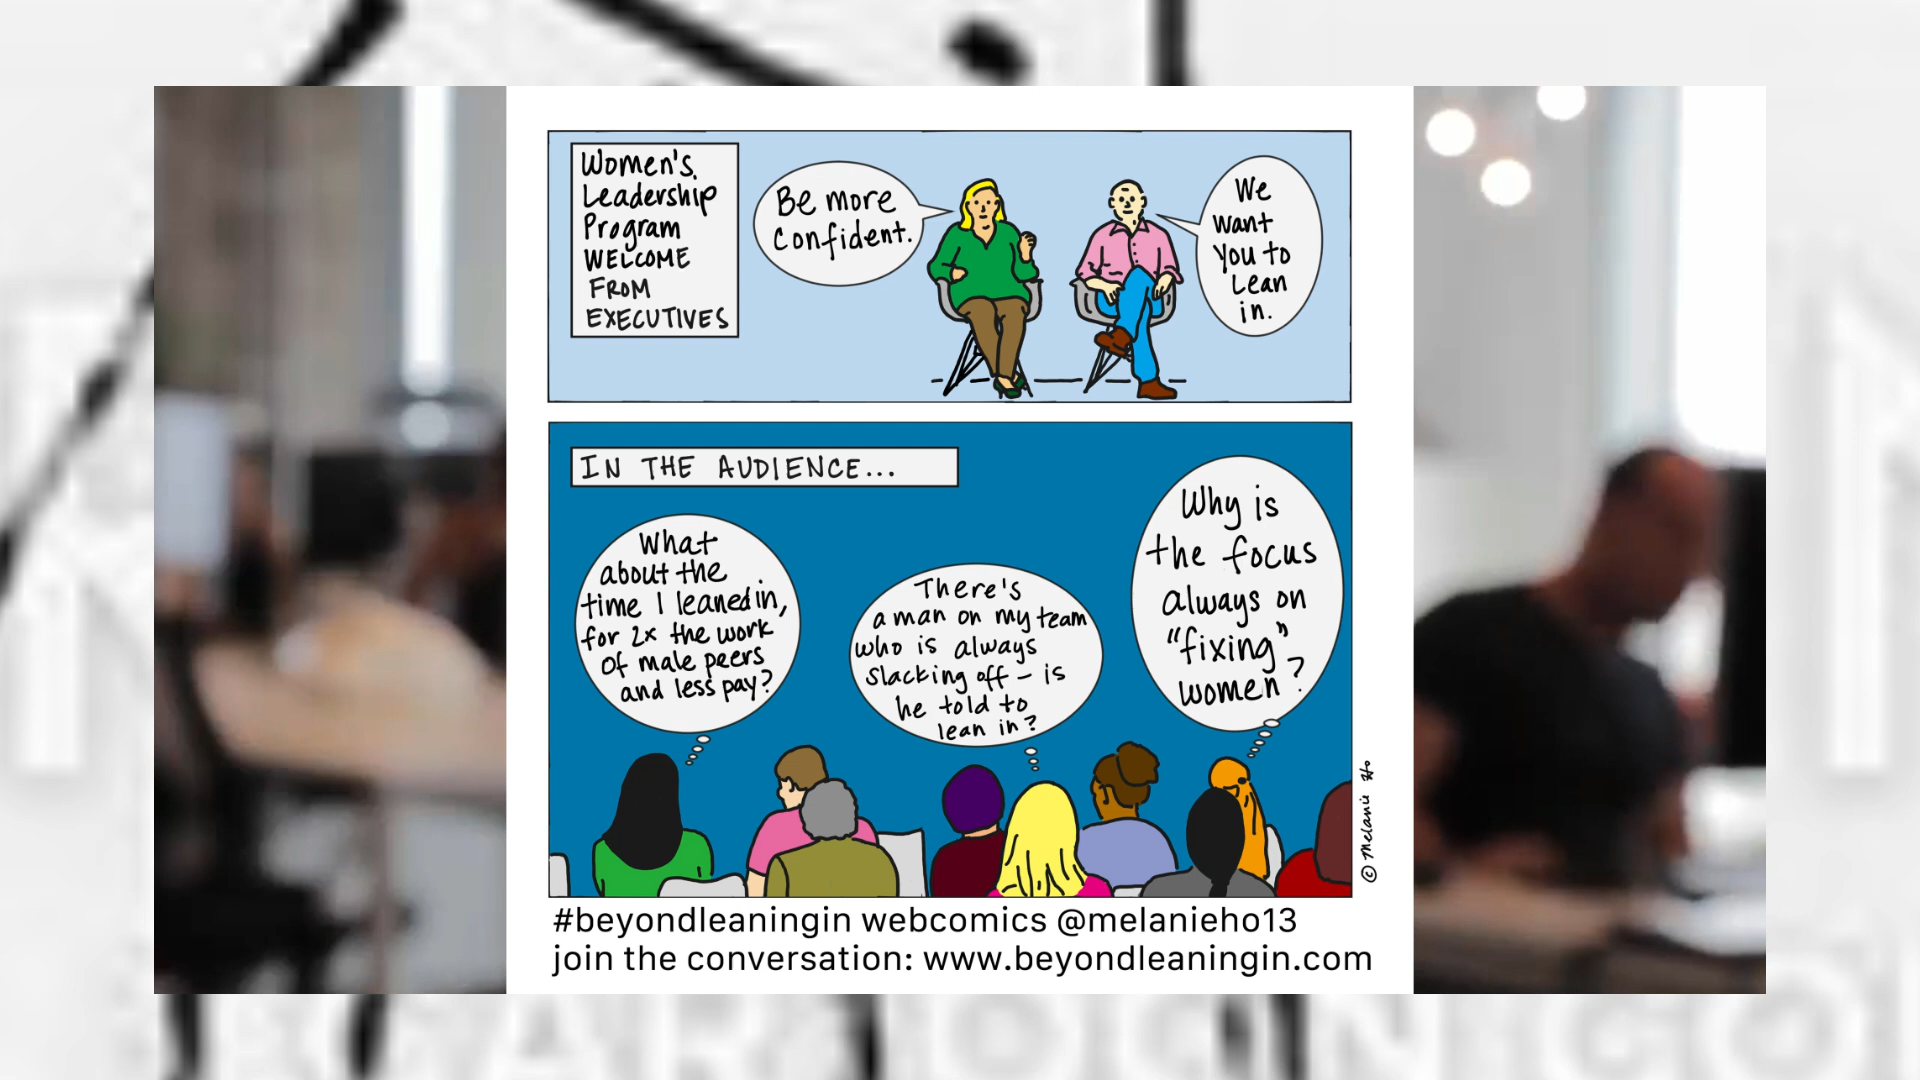 Women's
Leadership
Program
WELCOME
FROM
EXECUTIVES
Be more
Confident.
We
want
You to
Lean
in.
IN THE AUDIENCE...
What
about the
time I leaned in,
for 2x the work
of male peers
and less pay?
There's
a man on my team
who is always
slacking off – is
he told to
lean in?
Why is
the focus
always on
"fixing"
women?
© Melanie Ho
#beyondleaningin webcomics @melanieho13
join the conversation: www.beyondleaningin.com